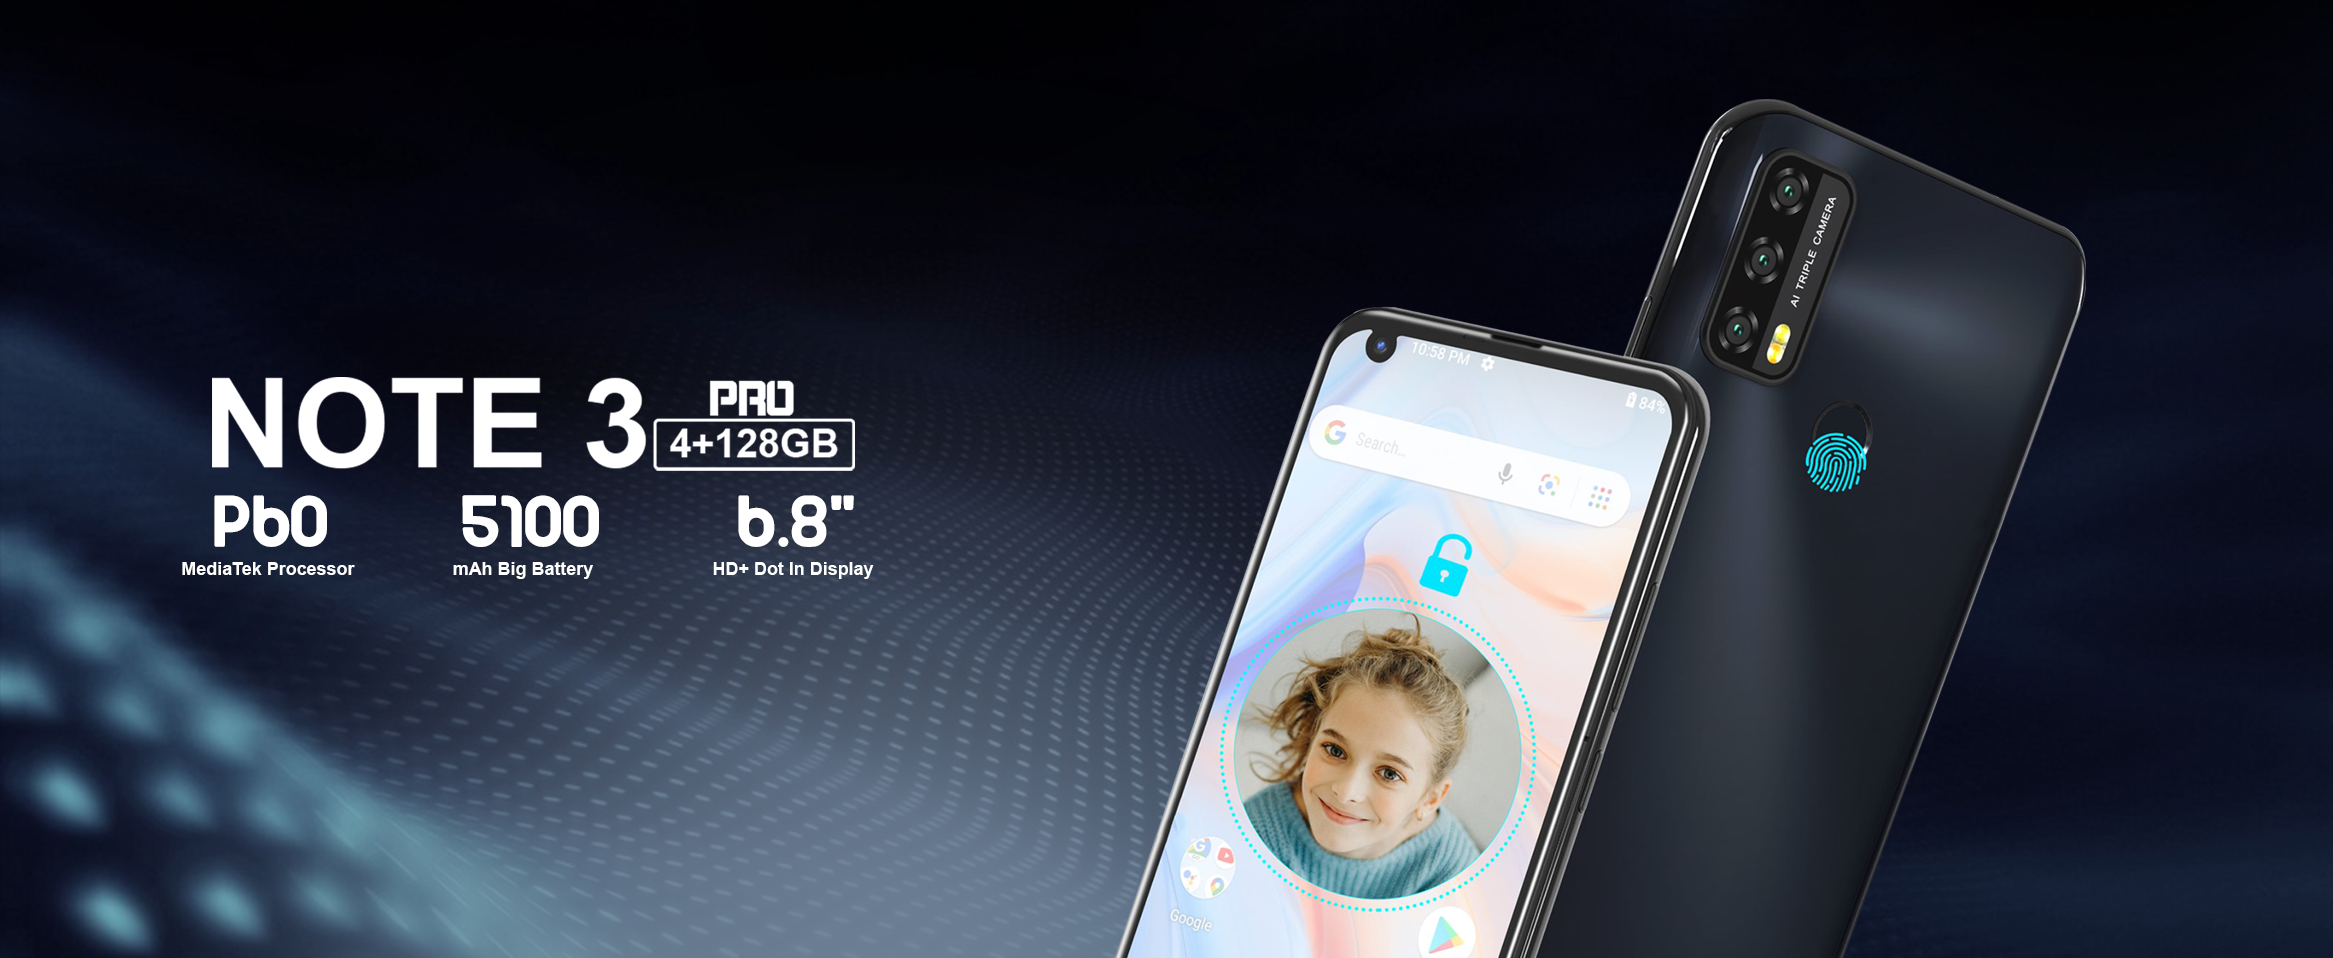 NOTE 3 PRO
4+128GB
P60
MediaTek Processor
5100
mAh Big Battery
6.8"
HD+ Dot In Display
10:58 PM
84%
G Search...
Google
AI TRIPLE CAMERA